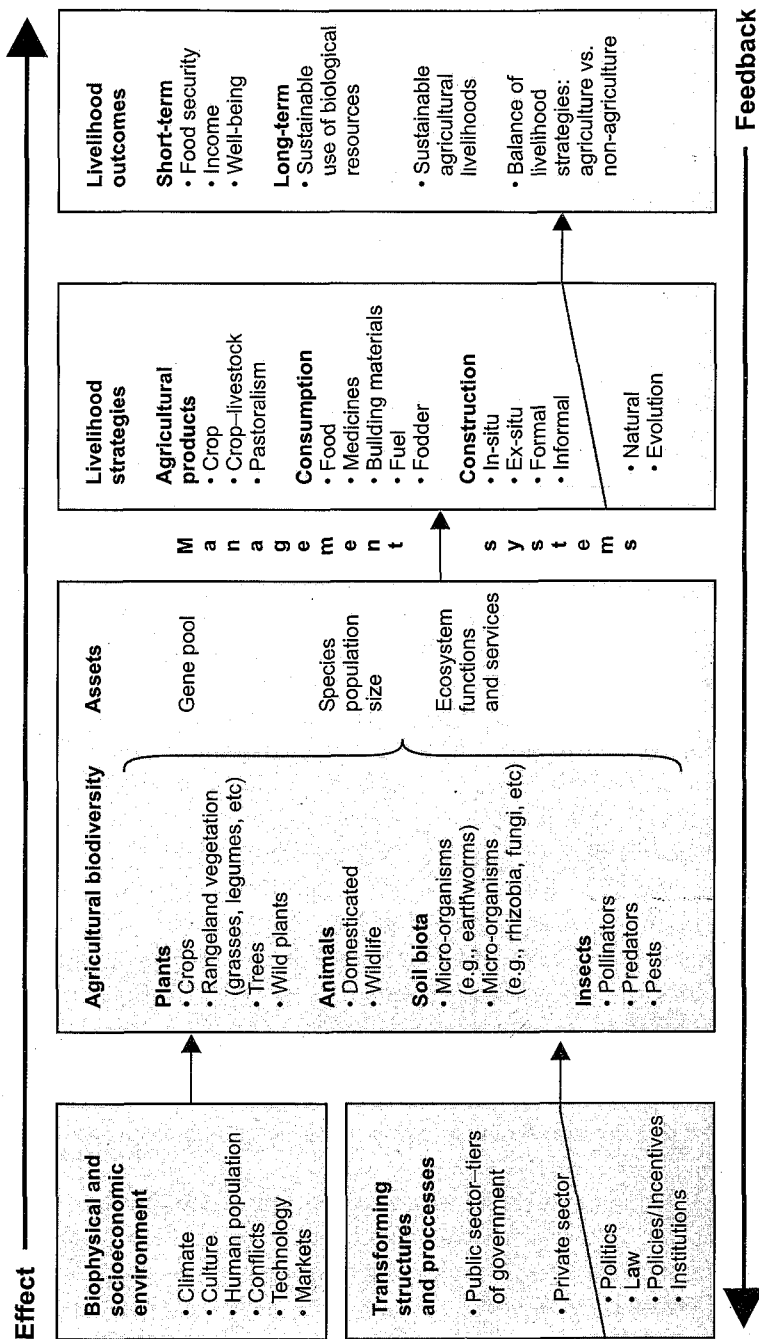 Effect
Biophysical and
socioeconomic
environment
• Climate
• Culture
• Human population
• Conflicts
• Technology
• Markets
Transforming
structures
and proccesses
• Public sector–tiers
of government
• Private sector
• Politics
• Law
• Policies/Incentives
• Institutions
Agricultural biodiversity
Plants
• Crops
• Rangeland vegetation
(grasses, legumes, etc)
• Trees
• Wild plants
Animals
• Domesticated
• Wildlife
Soil biota
• Micro-organisms
(e.g., earthworms)
• Micro-organisms
(e.g., rhizobia, fungi, etc)
Insects
• Pollinators
• Predators
• Pests
Assets
Gene pool
Species
population
size
Ecosystem
functions
and services
Management systems
Livelihood
strategies
Agricultural
products
• Crop
• Crop–livestock
• Pastoralism
Consumption
• Food
• Medicines
• Building materials
• Fuel
• Fodder
Construction
• In-situ
• Ex-situ
• Formal
• Informal
• Natural
• Evolution
Livelihood
outcomes
Short-term
• Food security
• Income
• Well-being
Long-term
• Sustainable
use of biological
resources
• Sustainable
agricultural
livelihoods
• Balance of
livelihood
strategies:
agriculture vs.
non-agriculture
Feedback